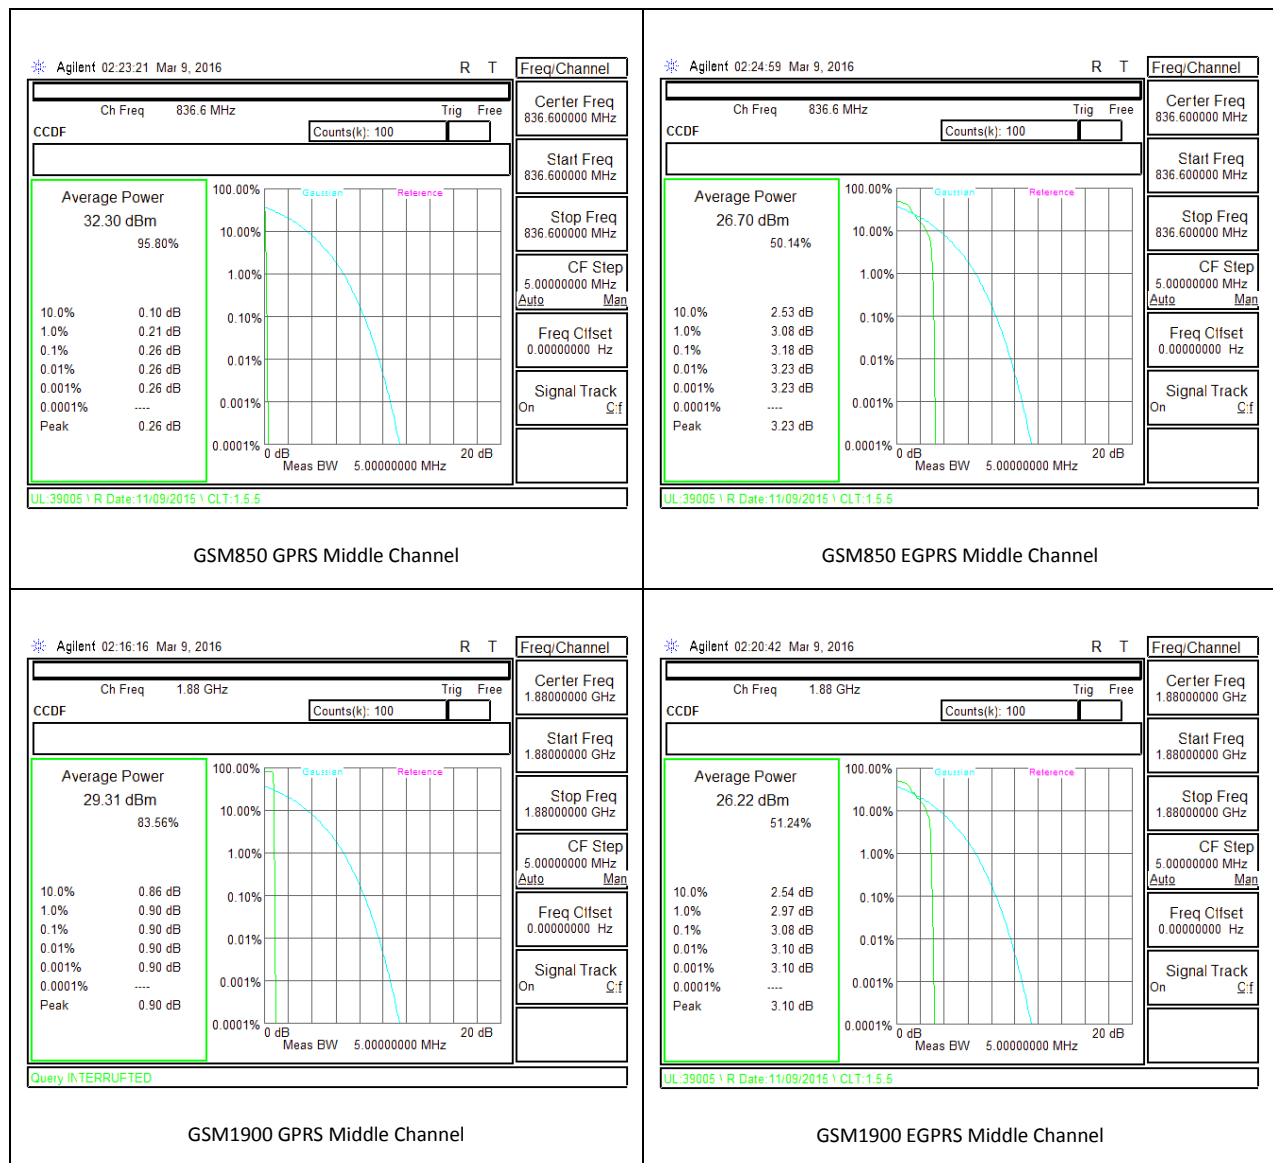 Agilent 02:23:21 Mar 9, 2016 R T Freq/Channel
Ch Freq 836.6 MHz Trig Free
CCDF Counts(k): 100
Center Freq
836.600000 MHz
Start Freq
836.600000 MHz
Stop Freq
836.600000 MHz
CF Step
5.00000000 MHz
Auto Man
Freq Offset
0.00000000 Hz
Signal Track
On Off
Average Power
32.30 dBm
95.80%
10.0% 0.10 dB
1.0% 0.21 dB
0.1% 0.26 dB
0.01% 0.26 dB
0.001% 0.26 dB
0.0001% ----
Peak 0.26 dB
Gaussian Reference
100.00%
10.00%
1.00%
0.10%
0.01%
0.001%
0.0001%
0 dB 20 dB
Meas BW 5.00000000 MHz
UL:39005 \ R Date:11/09/2015 \ CLT:1.5.5
GSM850 GPRS Middle Channel
Agilent 02:24:59 Mar 9, 2016 R T Freq/Channel
Ch Freq 836.6 MHz Trig Free
CCDF Counts(k): 100
Center Freq
836.600000 MHz
Start Freq
836.600000 MHz
Stop Freq
836.600000 MHz
CF Step
5.00000000 MHz
Auto Man
Freq Offset
0.00000000 Hz
Signal Track
On Off
Average Power
26.70 dBm
50.14%
10.0% 2.53 dB
1.0% 3.08 dB
0.1% 3.18 dB
0.01% 3.23 dB
0.001% 3.23 dB
0.0001% ----
Peak 3.23 dB
Gaussian Reference
100.00%
10.00%
1.00%
0.10%
0.01%
0.001%
0.0001%
0 dB 20 dB
Meas BW 5.00000000 MHz
UL:39005 \ R Date:11/09/2015 \ CLT:1.5.5
GSM850 EGPRS Middle Channel
Agilent 02:16:16 Mar 9, 2016 R T Freq/Channel
Ch Freq 1.88 GHz Trig Free
CCDF Counts(k): 100
Center Freq
1.88000000 GHz
Start Freq
1.88000000 GHz
Stop Freq
1.88000000 GHz
CF Step
5.00000000 MHz
Auto Man
Freq Offset
0.00000000 Hz
Signal Track
On Off
Average Power
29.31 dBm
83.56%
10.0% 0.86 dB
1.0% 0.90 dB
0.1% 0.90 dB
0.01% 0.90 dB
0.001% 0.90 dB
0.0001% ----
Peak 0.90 dB
Gaussian Reference
100.00%
10.00%
1.00%
0.10%
0.01%
0.001%
0.0001%
0 dB 20 dB
Meas BW 5.00000000 MHz
Query INTERRUPTED
GSM1900 GPRS Middle Channel
Agilent 02:20:42 Mar 9, 2016 R T Freq/Channel
Ch Freq 1.88 GHz Trig Free
CCDF Counts(k): 100
Center Freq
1.88000000 GHz
Start Freq
1.88000000 GHz
Stop Freq
1.88000000 GHz
CF Step
5.00000000 MHz
Auto Man
Freq Offset
0.00000000 Hz
Signal Track
On Off
Average Power
26.22 dBm
51.24%
10.0% 2.54 dB
1.0% 2.97 dB
0.1% 3.08 dB
0.01% 3.10 dB
0.001% 3.10 dB
0.0001% ----
Peak 3.10 dB
Gaussian Reference
100.00%
10.00%
1.00%
0.10%
0.01%
0.001%
0.0001%
0 dB 20 dB
Meas BW 5.00000000 MHz
UL:39005 \ R Date:11/09/2015 \ CLT:1.5.5
GSM1900 EGPRS Middle Channel